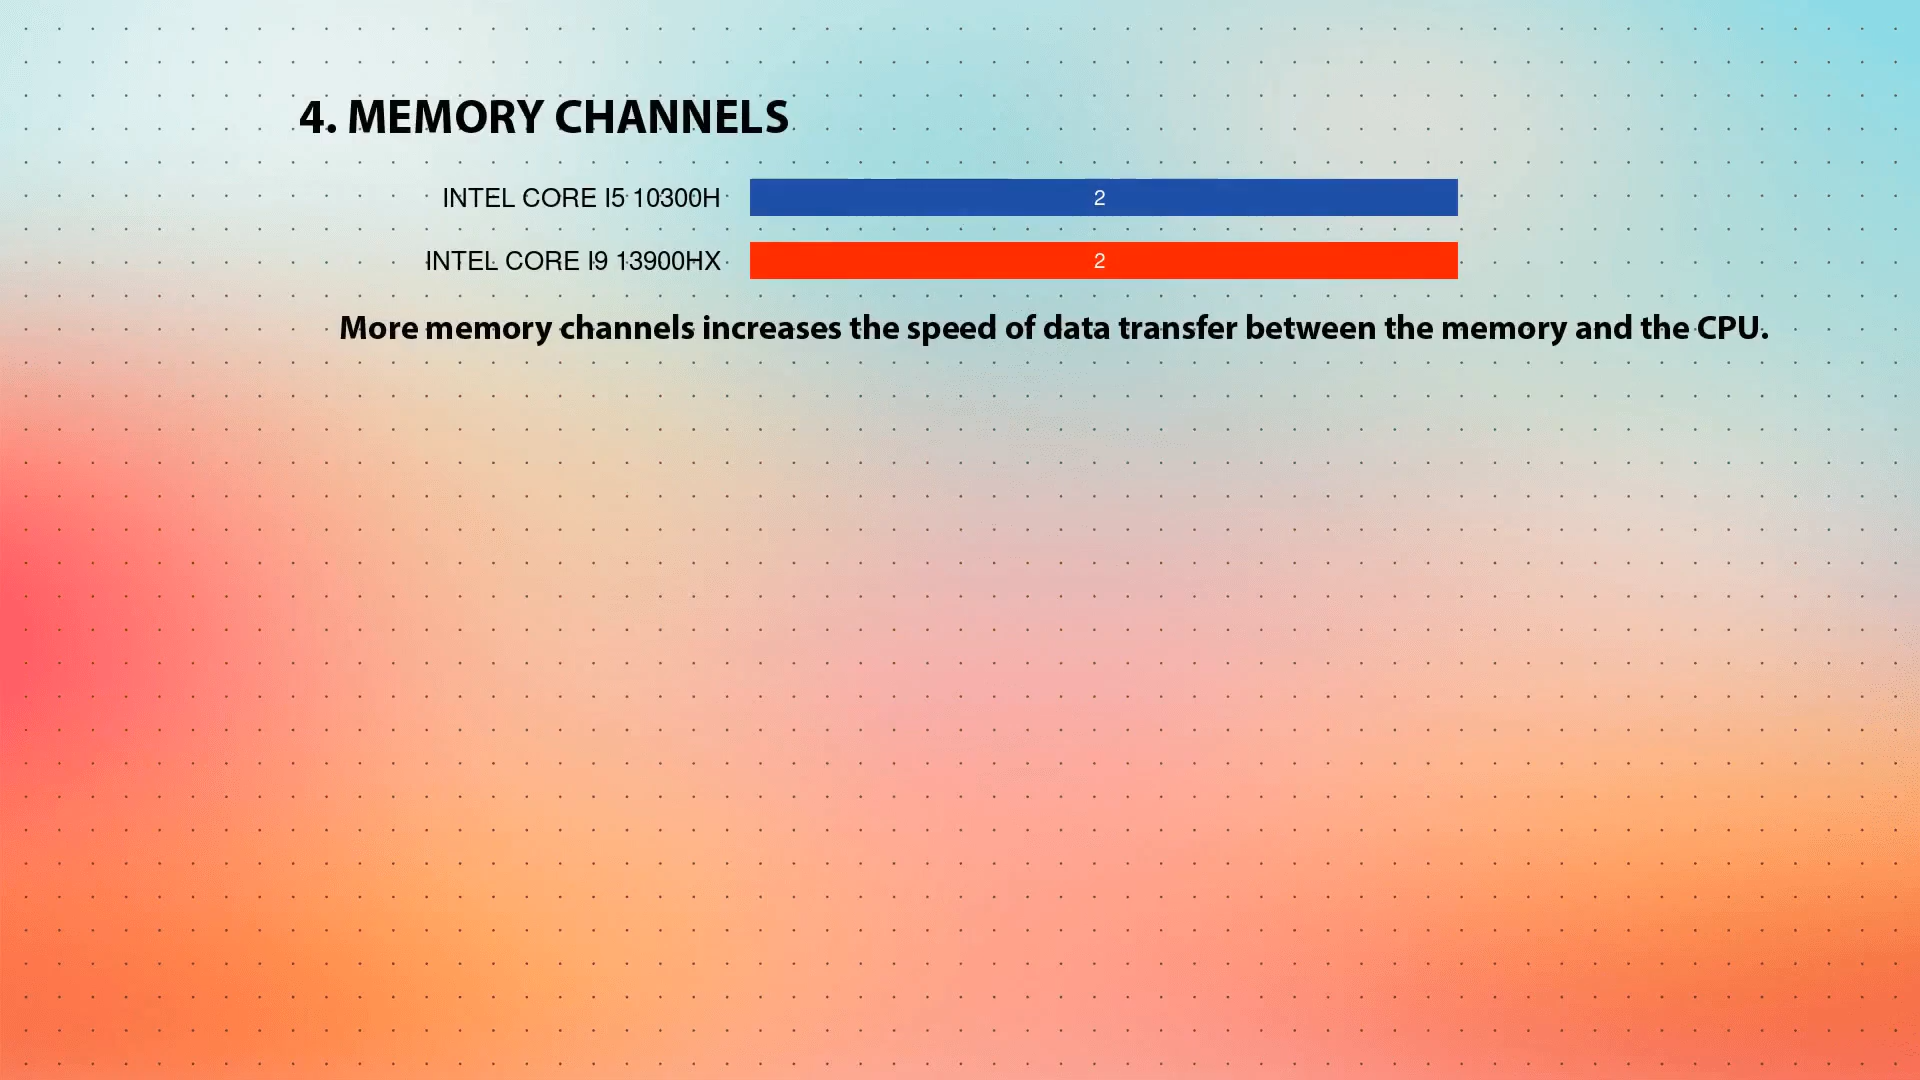 4. MEMORY CHANNELS
INTEL CORE I5 10300H 2
INTEL CORE I9 13900HX 2
More memory channels increases the speed of data transfer between the memory and the CPU.